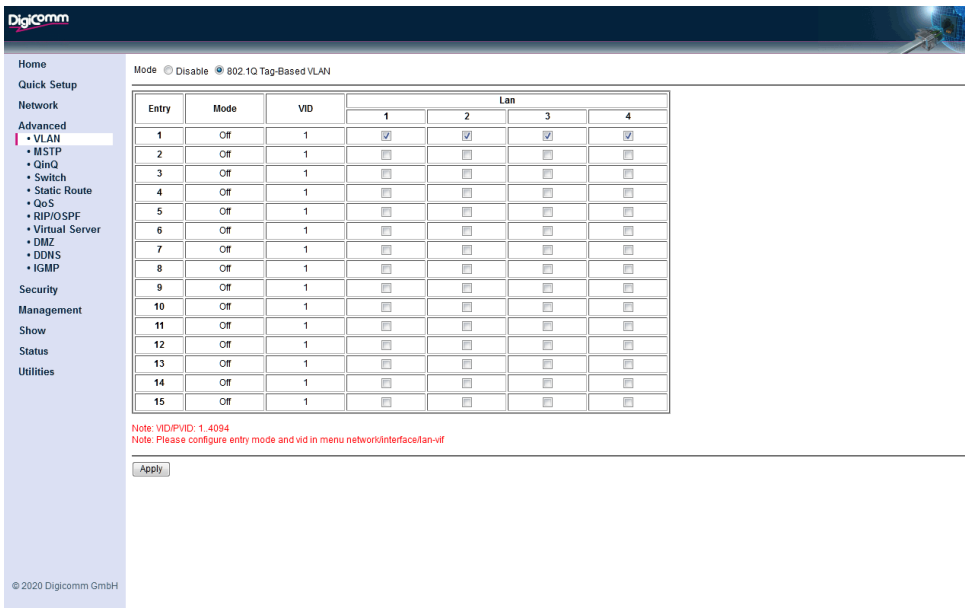 Digicomm
Home
Quick Setup
Network
Advanced
• VLAN
• MSTP
• QinQ
• Switch
• Static Route
• QoS
• RIP/OSPF
• Virtual Server
• DMZ
• DDNS
• IGMP
Security
Management
Show
Status
Utilities
© 2020 Digicomm GmbH
Mode Disable 802.1Q Tag-Based VLAN
Entry Mode VID Lan
1 2 3 4
1 Off 1
2 Off 1
3 Off 1
4 Off 1
5 Off 1
6 Off 1
7 Off 1
8 Off 1
9 Off 1
10 Off 1
11 Off 1
12 Off 1
13 Off 1
14 Off 1
15 Off 1
Note: VID/PVID: 1..4094
Note: Please configure entry mode and vid in menu network/interface/lan-vif
Apply